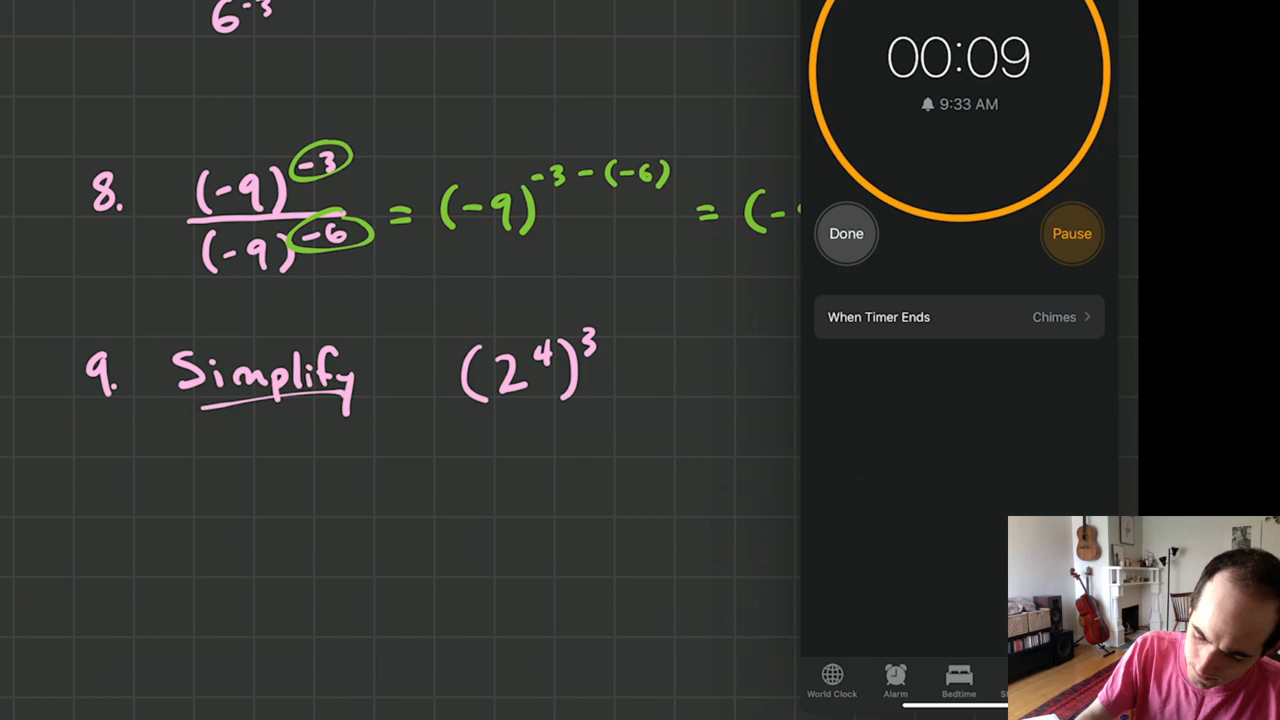 6⁻³
00:09
9:33 AM
8. (-9)⁻³ / (-9)⁻⁶ = (-9)⁻³⁻⁽⁻⁶⁾ = (-
Done
Pause
When Timer Ends Chimes
9. Simplify (2⁴)³
World Clock Alarm Bedtime